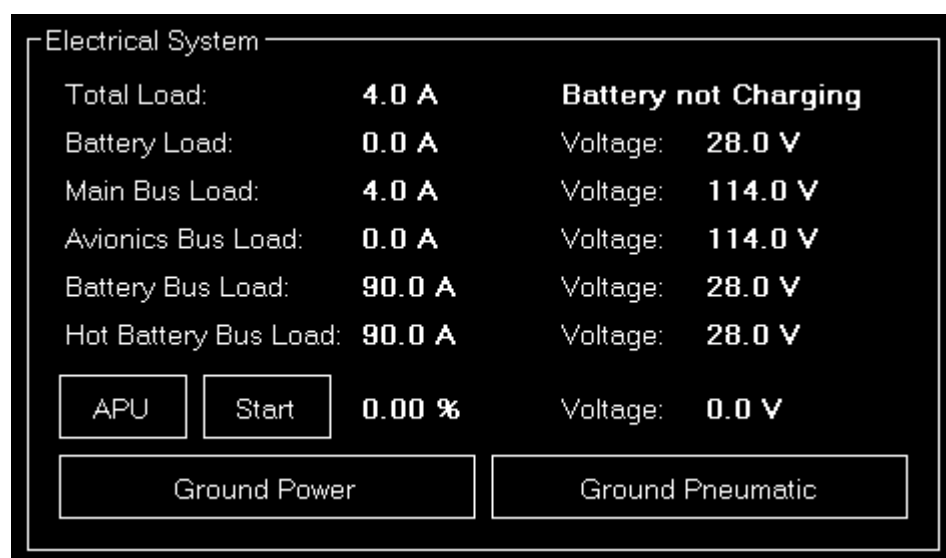 Electrical System
Total Load: 4.0 A Battery not Charging
Battery Load: 0.0 A Voltage: 28.0 V
Main Bus Load: 4.0 A Voltage: 114.0 V
Avionics Bus Load: 0.0 A Voltage: 114.0 V
Battery Bus Load: 90.0 A Voltage: 28.0 V
Hot Battery Bus Load: 90.0 A Voltage: 28.0 V
APU Start 0.00 % Voltage: 0.0 V
Ground Power Ground Pneumatic